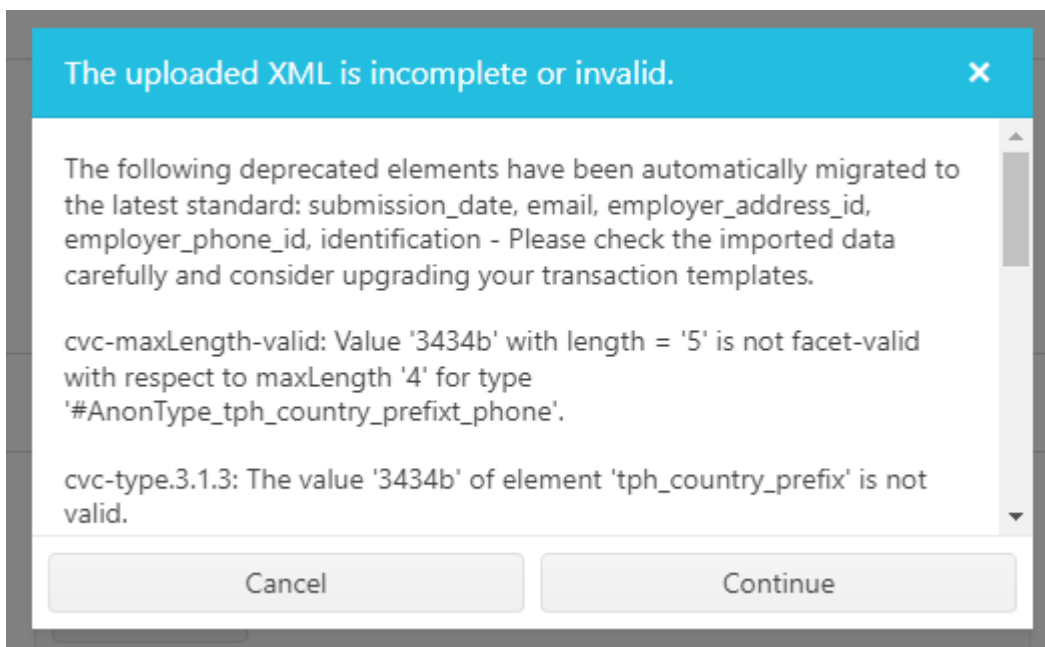 The uploaded XML is incomplete or invalid.
The following deprecated elements have been automatically migrated to
the latest standard: submission_date, email, employer_address_id,
employer_phone_id, identification - Please check the imported data
carefully and consider upgrading your transaction templates.
cvc-maxLength-valid: Value '3434b' with length = '5' is not facet-valid
with respect to maxLength '4' for type
'#AnonType_tph_country_prefixt_phone'.
cvc-type.3.1.3: The value '3434b' of element 'tph_country_prefix' is not
valid.
Cancel
Continue